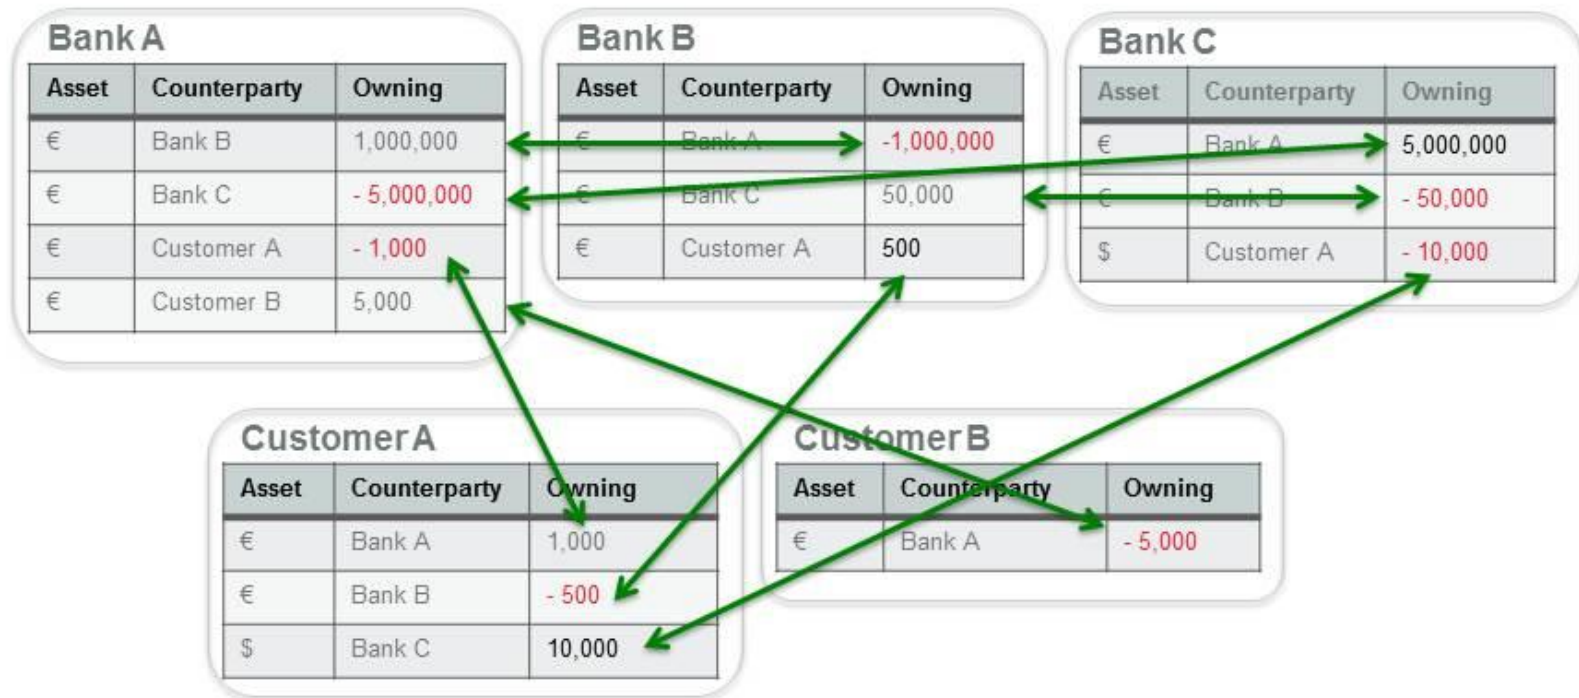 Bank A
Asset Counterparty Owning
€ Bank B 1,000,000
€ Bank C - 5,000,000
€ Customer A - 1,000
€ Customer B 5,000
Bank B
Asset Counterparty Owning
€ Bank A -1,000,000
€ Bank C 50,000
€ Customer A 500
Bank C
Asset Counterparty Owning
€ Bank A 5,000,000
€ Bank B - 50,000
$ Customer A - 10,000
Customer A
Asset Counterparty Owning
€ Bank A 1,000
€ Bank B - 500
$ Bank C 10,000
Customer B
Asset Counterparty Owning
€ Bank A - 5,000